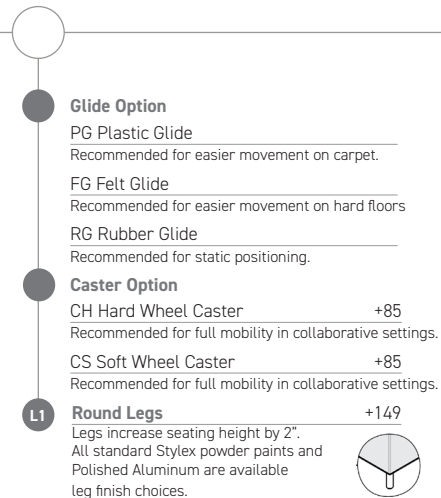 Glide Option
PG Plastic Glide
Recommended for easier movement on carpet.
FG Felt Glide
Recommended for easier movement on hard floors
RG Rubber Glide
Recommended for static positioning.
Caster Option
CH Hard Wheel Caster +85
Recommended for full mobility in collaborative settings.
CS Soft Wheel Caster +85
Recommended for full mobility in collaborative settings.
L1 Round Legs +149
Legs increase seating height by 2".
All standard Stylex powder paints and
Polished Aluminum are available
leg finish choices.